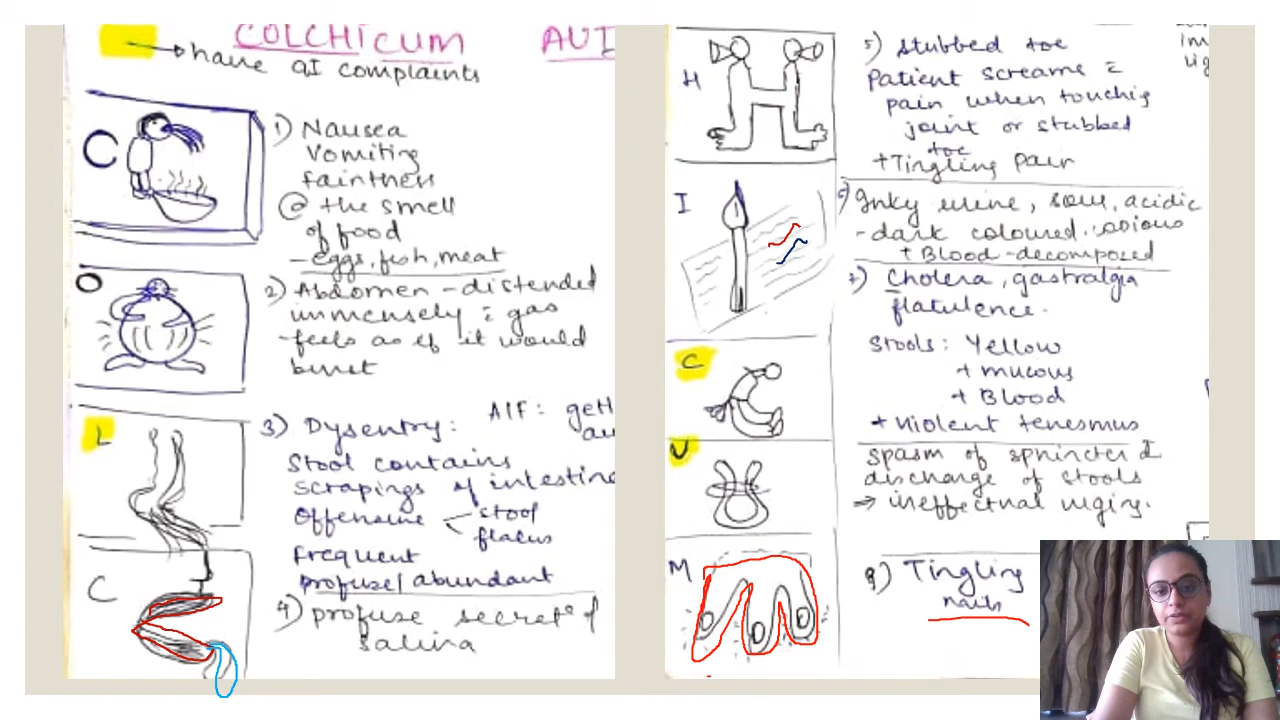 COLCHICUM AUT
have GI complaints
C
1) Nausea
Vomiting
faintness
@ the smell
of food
- eggs, fish, meat
O
2) Abdomen - distended
immensely c gas
- feels as if it would
burst
L
3) Dysentry: AIF: gett
au
Stool contains
scrapings of intestine
Offensive stool
flatus
frequent
profuse/abundant
C
4) profuse secretn of
saliva
H
5) stubbed toe
Patient screams c
pain when touching
joint or stubbed
toe
+ Tingling pain
I
6) Inky urine, sour, acidic
- dark coloured, odious
+ Blood - decomposed
7) Cholera, gastralgia
flatulence.
C
Stools: Yellow
+ mucous
+ Blood
+ violent tenesmus
U
spasm of sphincter &
discharge of stools
⇒ ineffectual urging.
M
8) Tingling
nails